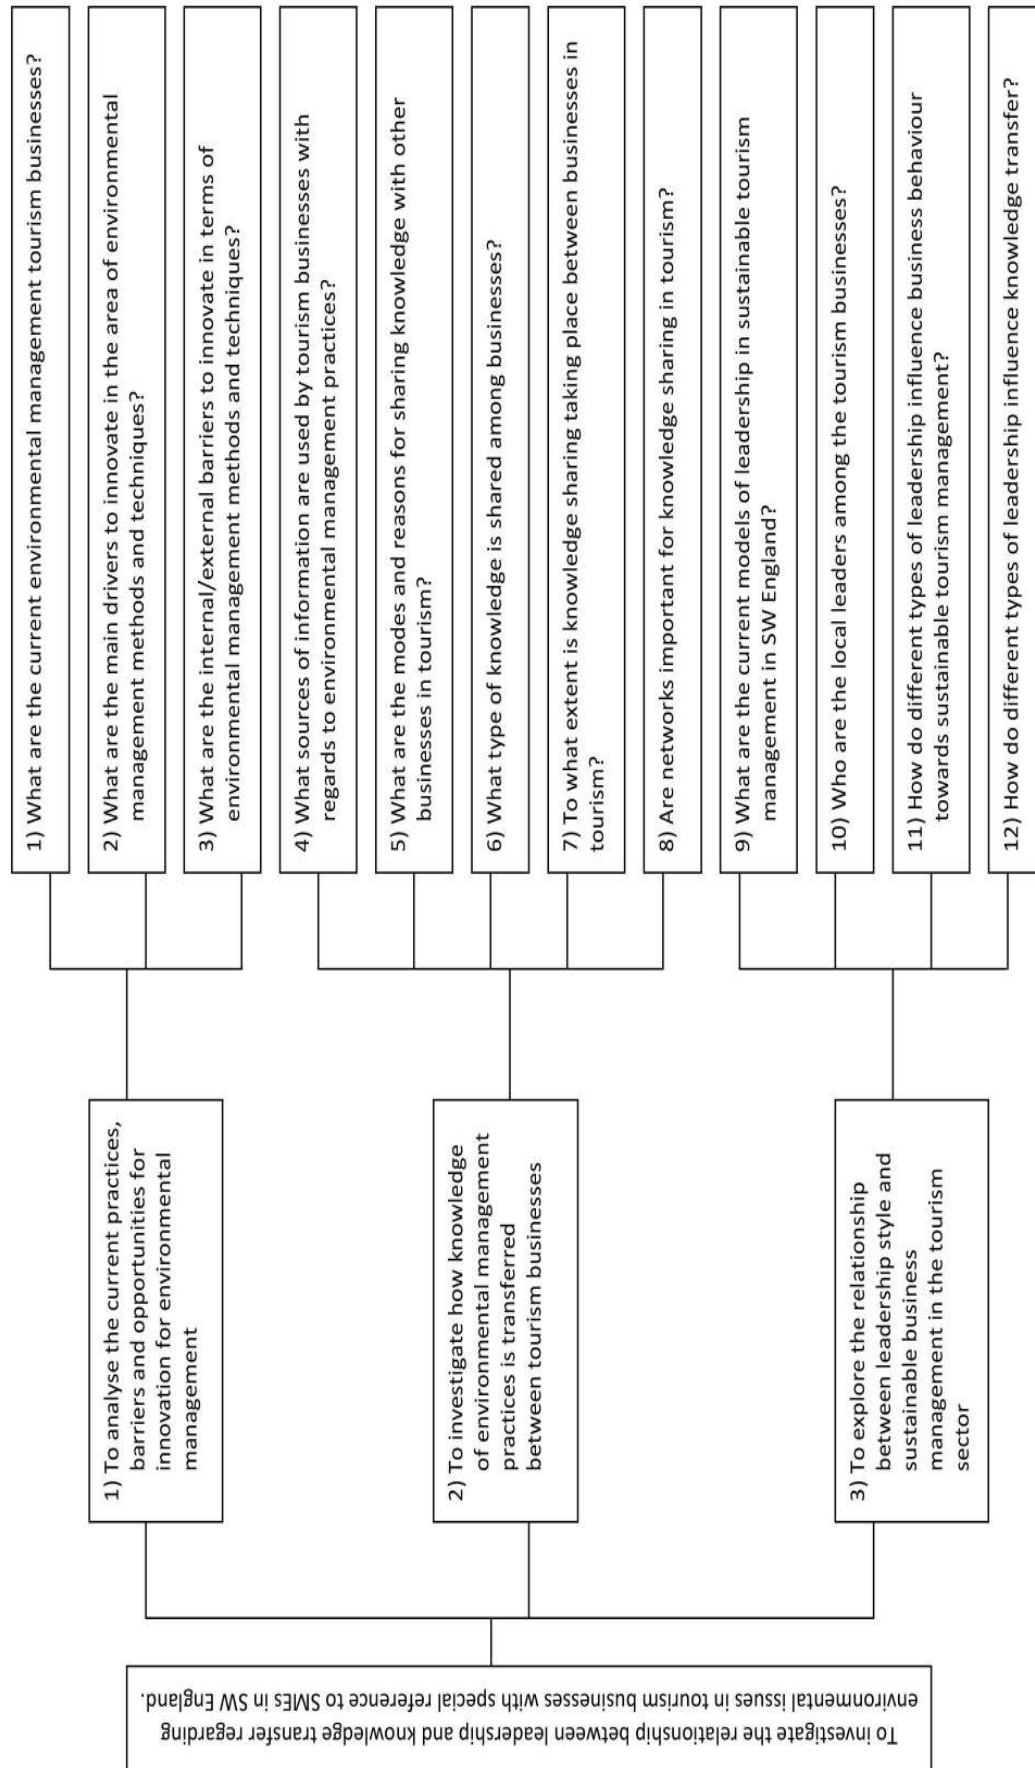 To investigate the relationship between leadership and knowledge transfer regarding
environmental issues in tourism businesses with special reference to SMEs in SW England.
1) To analyse the current practices,
barriers and opportunities for
innovation for environmental
management
2) To investigate how knowledge
of environmental management
practices is transferred
between tourism businesses
3) To explore the relationship
between leadership style and
sustainable business
management in the tourism
sector
1) What are the current environmental management tourism businesses?
2) What are the main drivers to innovate in the area of environmental
management methods and techniques?
3) What are the internal/external barriers to innovate in terms of
environmental management methods and techniques?
4) What sources of information are used by tourism businesses with
regards to environmental management practices?
5) What are the modes and reasons for sharing knowledge with other
businesses in tourism?
6) What type of knowledge is shared among businesses?
7) To what extent is knowledge sharing taking place between businesses in
tourism?
8) Are networks important for knowledge sharing in tourism?
9) What are the current models of leadership in sustainable tourism
management in SW England?
10) Who are the local leaders among the tourism businesses?
11) How do different types of leadership influence business behaviour
towards sustainable tourism management?
12) How do different types of leadership influence knowledge transfer?